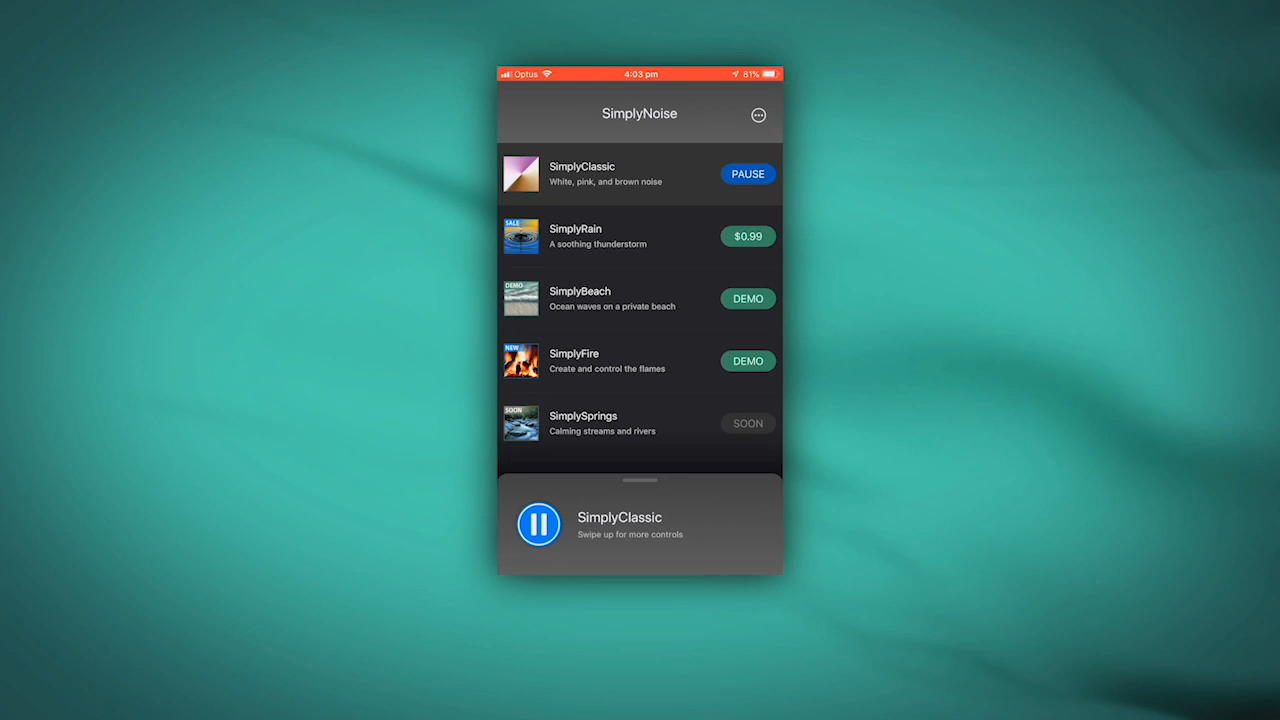 Optus 4:03 pm 81%
SimplyNoise
SimplyClassic
White, pink, and brown noise
PAUSE
SALE
SimplyRain
A soothing thunderstorm
$0.99
DEMO
SimplyBeach
Ocean waves on a private beach
DEMO
NEW
SimplyFire
Create and control the flames
DEMO
SOON
SimplySprings
Calming streams and rivers
SOON
SimplyClassic
Swipe up for more controls